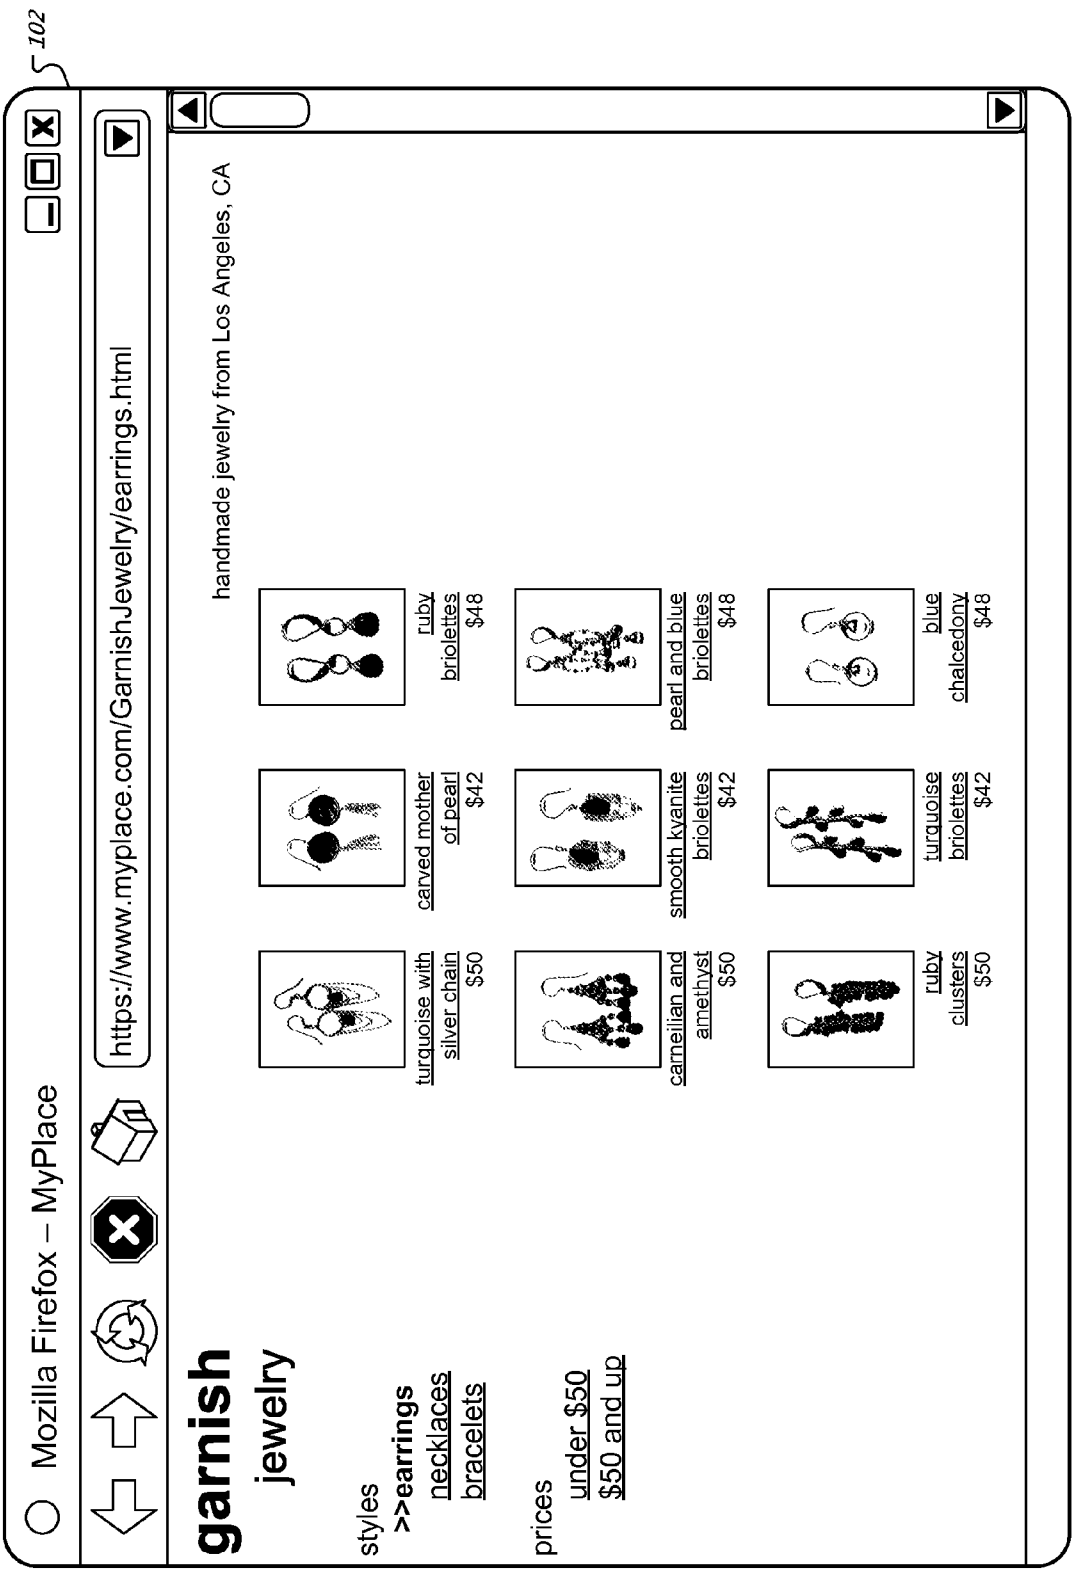 102
Mozilla Firefox – MyPlace
https://www.myplace.com/GarnishJewelry/earrings.html
garnish
jewelry
handmade jewelry from Los Angeles, CA
styles
>>earrings
necklaces
bracelets
prices
under $50
$50 and up
turquoise with
silver chain
$50
carved mother
of pearl
$42
ruby
briolettes
$48
carnelian and
amethyst
$50
smooth kyanite
briolettes
$42
pearl and blue
briolettes
$48
ruby
clusters
$50
turquoise
briolettes
$42
blue
chalcedony
$48